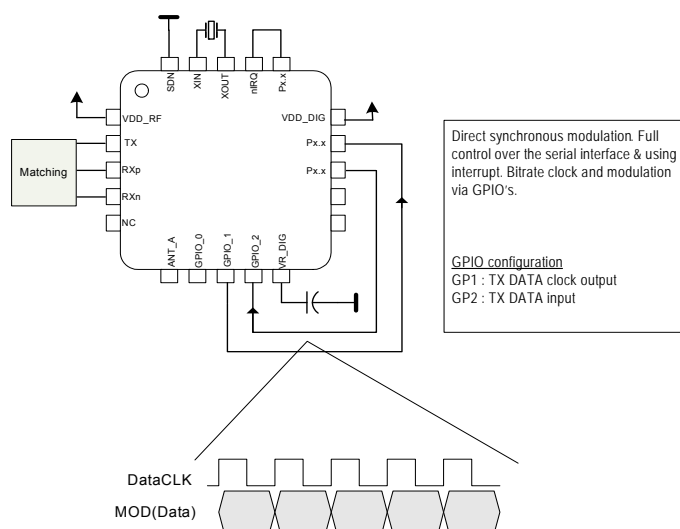 SDN
XIN
XOUT
nIRQ
Px.x
VDD_RF
VDD_DIG
TX
Px.x
Matching
RXp
Px.x
RXn
NC
ANT_A
GPIO_0
GPIO_1
GPIO_2
VR_DIG
Direct synchronous modulation. Full
control over the serial interface & using
interrupt. Bitrate clock and modulation
via GPIO's.
GPIO configuration
GP1 : TX DATA clock output
GP2 : TX DATA input
DataCLK
MOD(Data)